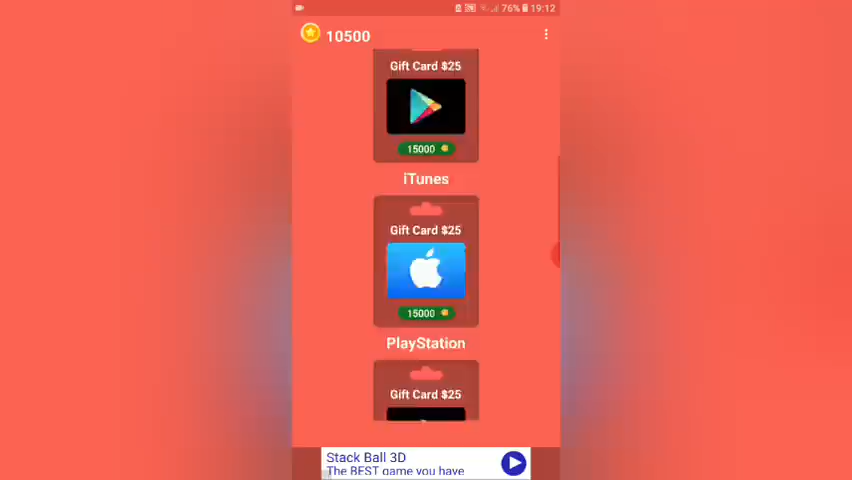 76% 19:12
10500
Gift Card $25
15000
iTunes
Gift Card $25
15000
PlayStation
Gift Card $25
Stack Ball 3D
The BEST game you have